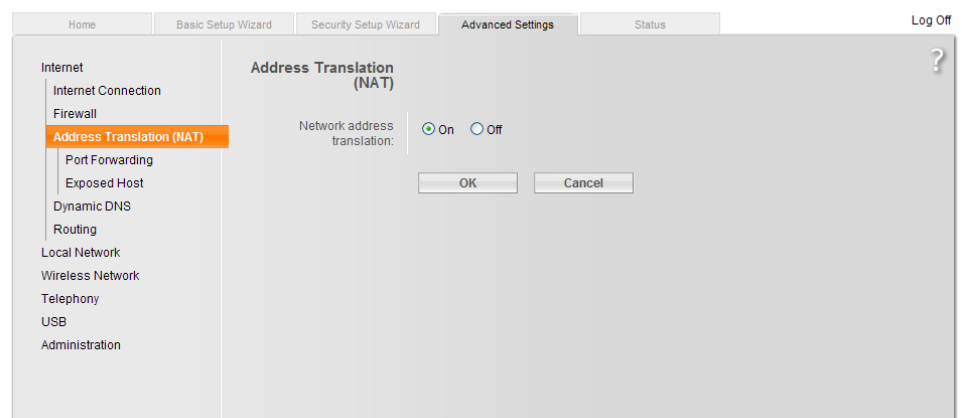 Home
Basic Setup Wizard
Security Setup Wizard
Advanced Settings
Status
Log Off
?
Internet
Internet Connection
Firewall
Address Translation (NAT)
Port Forwarding
Exposed Host
Dynamic DNS
Routing
Local Network
Wireless Network
Telephony
USB
Administration
Address Translation
(NAT)
Network address
translation:
On
Off
OK
Cancel